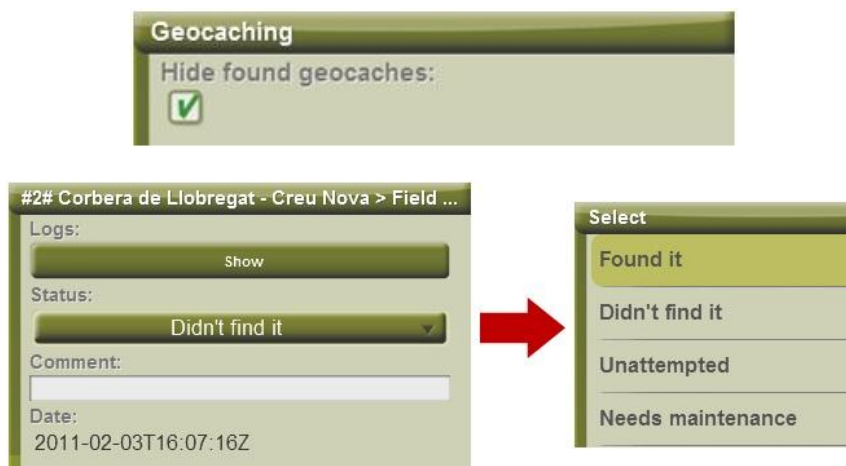 Geocaching
Hide found geocaches:
#2# Corbera de Llobregat - Creu Nova > Field ...
Logs:
Show
Status:
Didn't find it
Comment:
Date:
2011-02-03T16:07:16Z
Select
Found it
Didn't find it
Unattempted
Needs maintenance